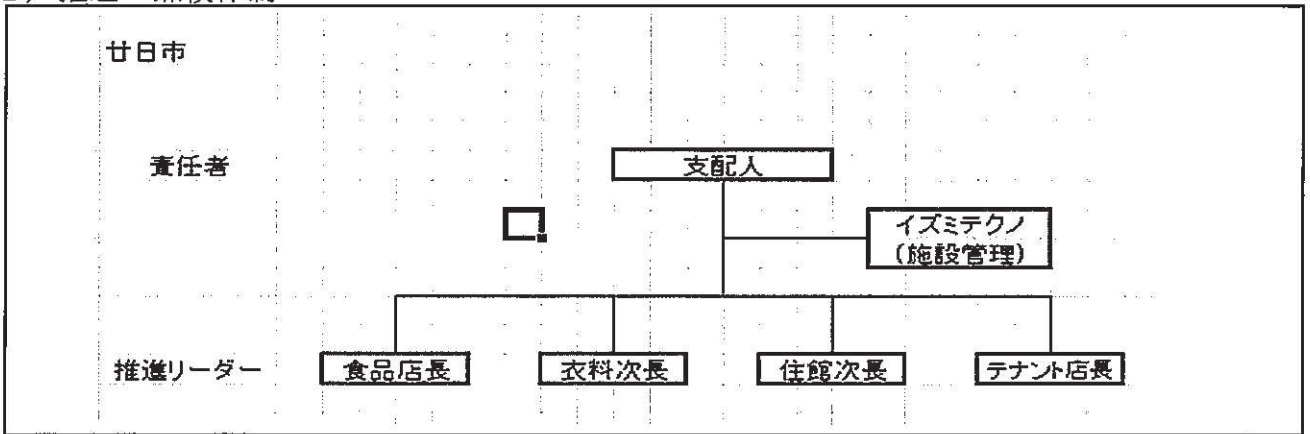 廿日市
責任者
支配人
イズミテクノ
(施設管理)
推進リーダー
食品店長
衣料次長
住館次長
テナント店長